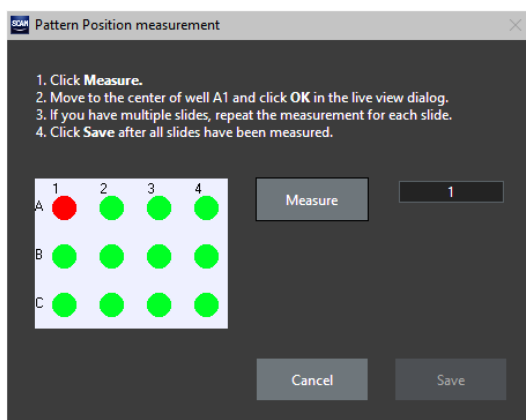 SCAN Pattern Position measurement
1. Click Measure.
2. Move to the center of well A1 and click OK in the live view dialog.
3. If you have multiple slides, repeat the measurement for each slide.
4. Click Save after all slides have been measured.
1 2 3 4
A
B
C
Measure 1
Cancel Save